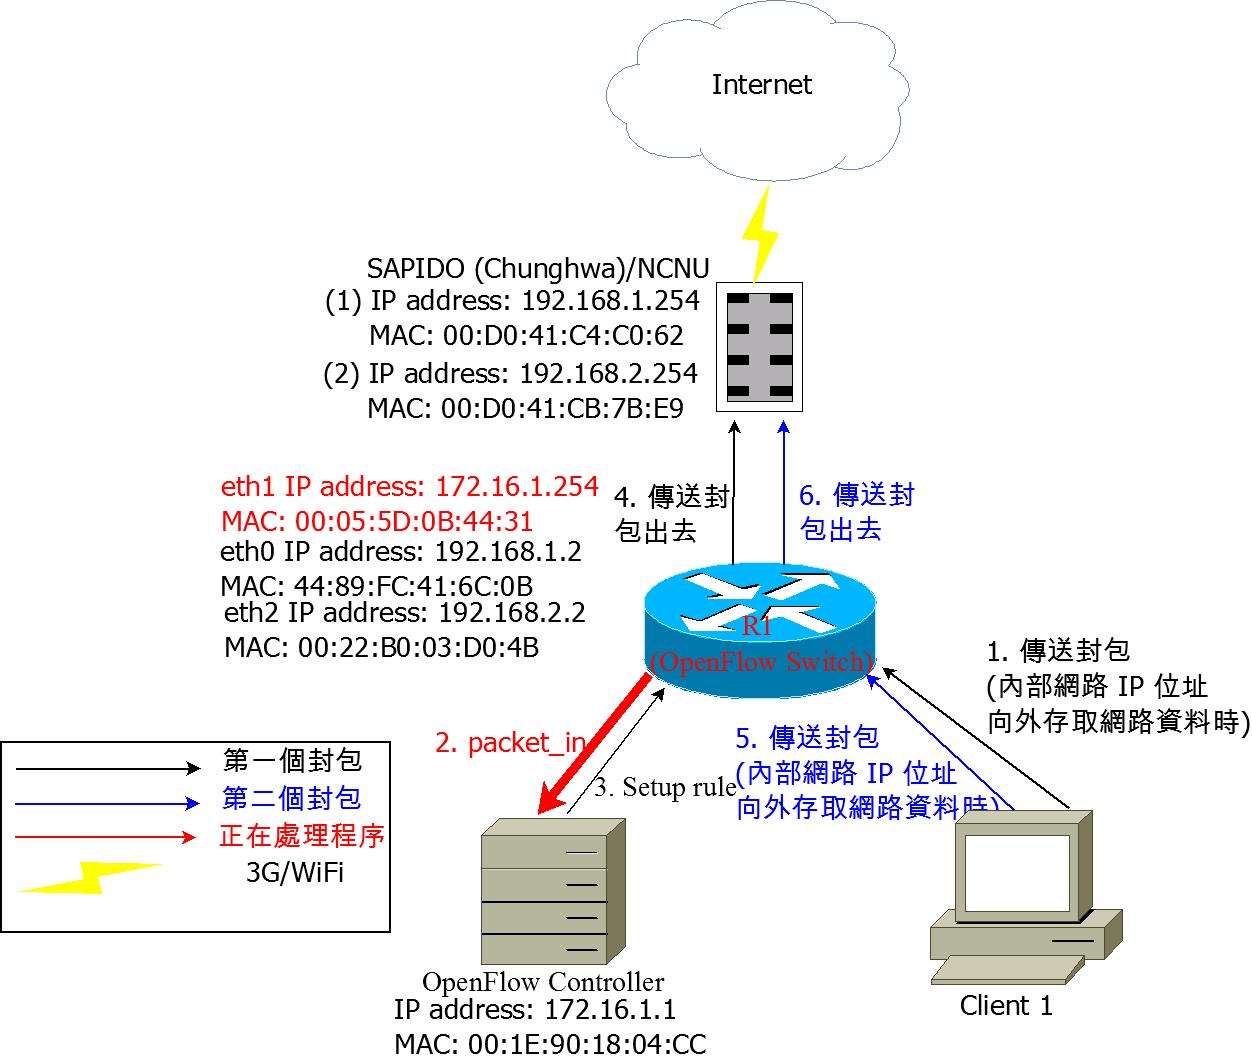 Internet
SAPIDO (Chunghwa)/NCNU
(1) IP address: 192.168.1.254
MAC: 00:D0:41:C4:C0:62
(2) IP address: 192.168.2.254
MAC: 00:D0:41:CB:7B:E9
eth1 IP address: 172.16.1.254
MAC: 00:05:5D:0B:44:31
eth0 IP address: 192.168.1.2
MAC: 44:89:FC:41:6C:0B
eth2 IP address: 192.168.2.2
MAC: 00:22:B0:03:D0:4B
4. 傳送封
包出去
6. 傳送封
包出去
R1
(OpenFlow Switch)
1. 傳送封包
(內部網路 IP 位址
向外存取網路資料時)
2. packet_in
3. Setup rule
5. 傳送封包
(內部網路 IP 位址
向外存取網路資料時)
第一個封包
第二個封包
正在處理程序
3G/WiFi
OpenFlow Controller
IP address: 172.16.1.1
MAC: 00:1E:90:18:04:CC
Client 1